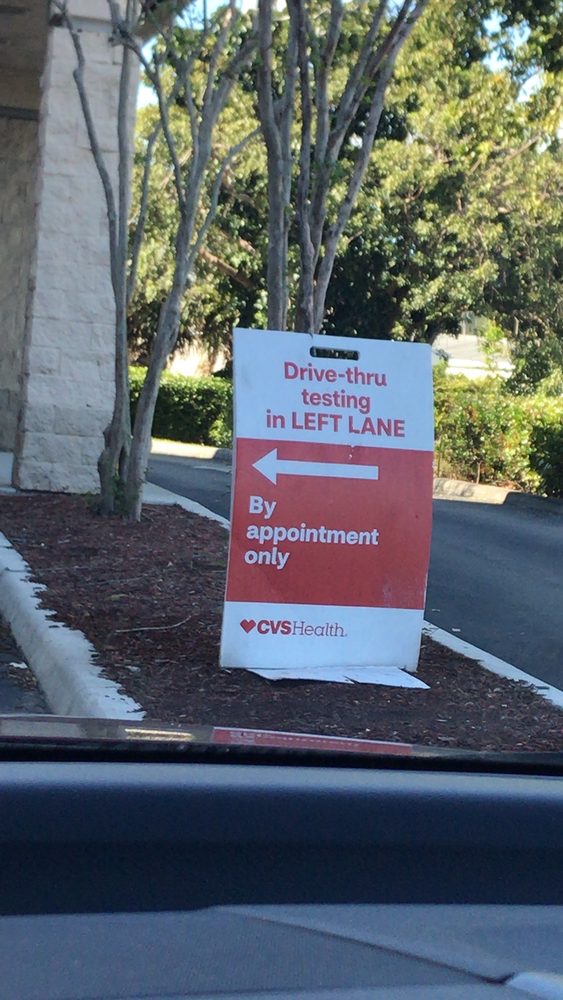 Drive-thru
testing
in LEFT LANE
By
appointment
only
CVSHealth.